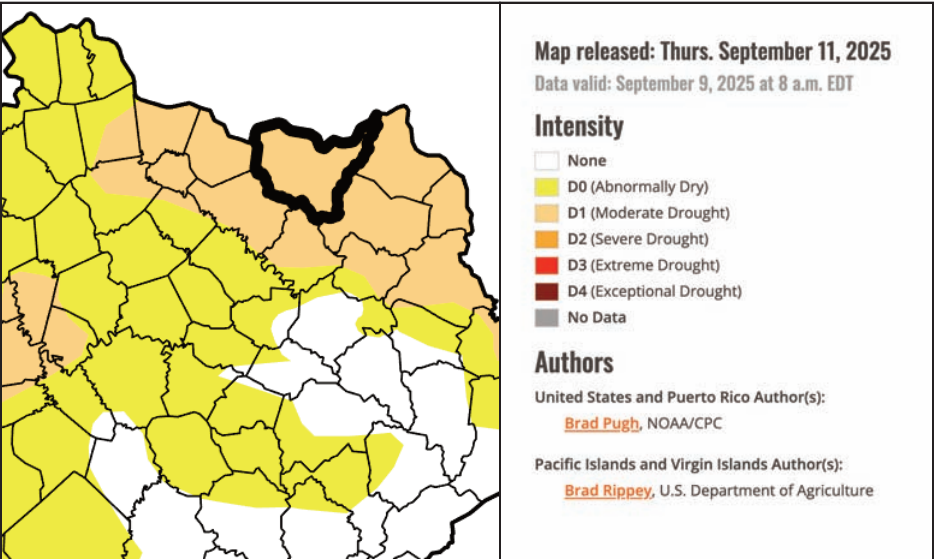 Map released: Thurs. September 11, 2025
Data valid: September 9, 2025 at 8 a.m. EDT
Intensity
None
D0 (Abnormally Dry)
D1 (Moderate Drought)
D2 (Severe Drought)
D3 (Extreme Drought)
D4 (Exceptional Drought)
No Data
Authors
United States and Puerto Rico Author(s):
Brad Pugh, NOAA/CPC
Pacific Islands and Virgin Islands Author(s):
Brad Rippey, U.S. Department of Agriculture